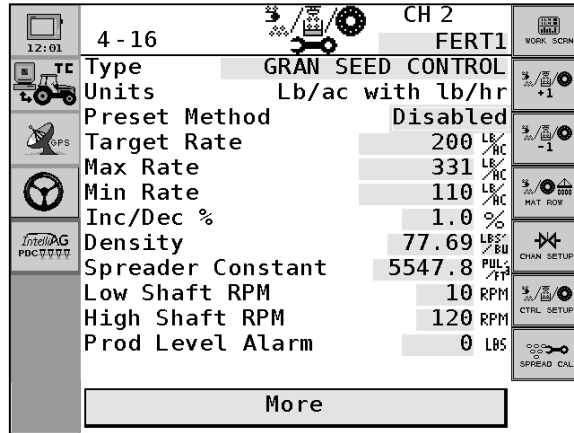 12:01
4-16
CH 2
FERT1
WORK SCRN
TC
Type GRAN SEED CONTROL
Units Lb/ac with lb/hr
+1
Preset Method Disabled
Target Rate 200 LB/AC
GPS
-1
Max Rate 331 LB/AC
Min Rate 110 LB/AC
MAT ROW
Inc/Dec % 1.0 %
IntelliAG
PDC
Density 77.69 LBS/BU
CHAN SETUP
Spreader Constant 5547.8
Low Shaft RPM 10 RPM
CTRL SETUP
High Shaft RPM 120 RPM
Prod Level Alarm 0 LBS
SPREAD CAL
More